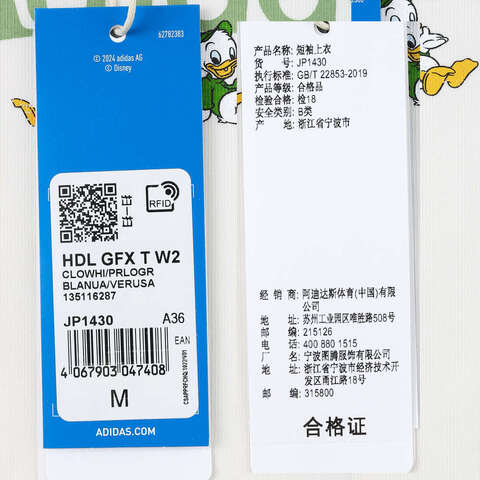 62782383
© 2024 adidas AG
© Disney
RFID
HDL GFX T W2
CLOWHI/PRLOGR
BLANUA/VERUSA
135116287
JP1430
A36
EAN
4 067903 047408
M
ADIDAS.COM
产品名称: 短袖上衣
货 号: JP1430
执行标准: GB/T 22853-2019
产品等级: 合格品
检验合格: 检18
安全类别: B类
产 地: 浙江省宁波市
经 销 商: 阿迪达斯体育(中国)有限公司
地 址: 苏州工业园区唯胜路508号
邮 编: 215126
电 话: 400 880 1515
厂 名: 宁波图腾服饰有限公司
地 址: 浙江省宁波市经济技术开
发区甬江路18号
邮 编: 315800
合格证